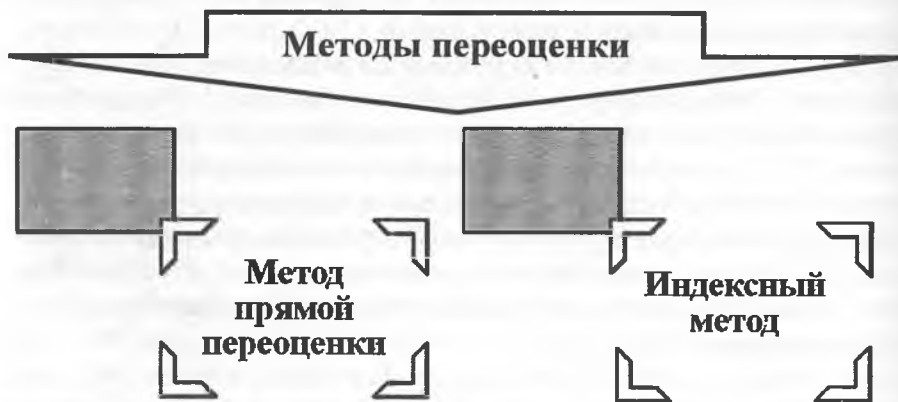 Методы переоценки
Метод
прямой
переоценки
Индексный
метод